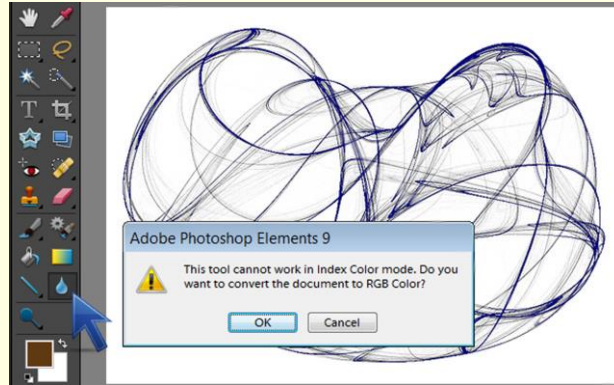 T
Adobe Photoshop Elements 9
This tool cannot work in Index Color mode. Do you
want to convert the document to RGB Color?
OK
Cancel